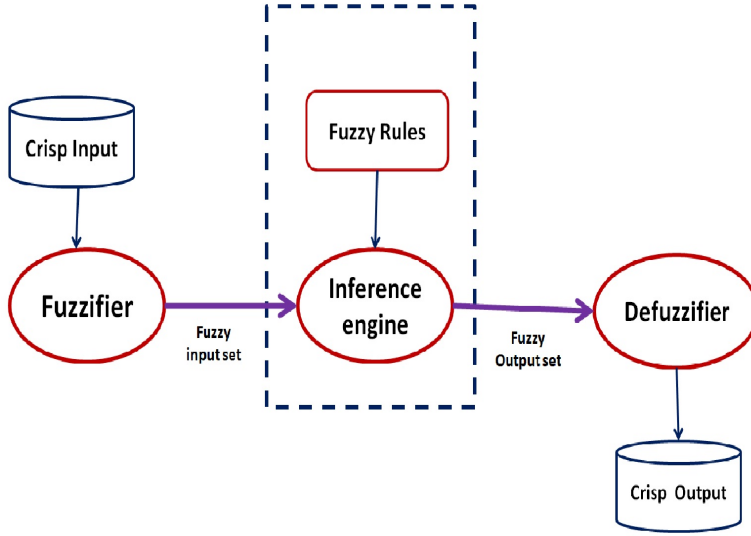 Crisp Input
Fuzzy Rules
Fuzzifier
Fuzzy
input set
Inference
engine
Fuzzy
Output set
Defuzzifier
Crisp Output